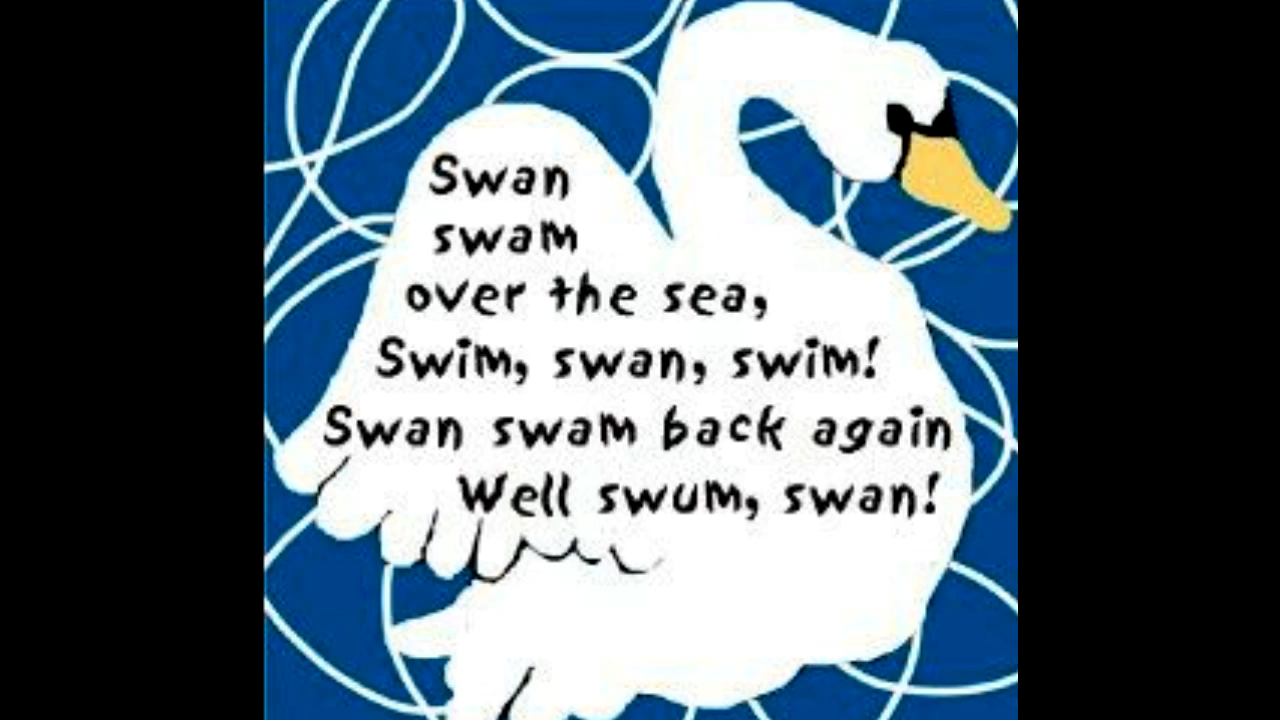 Swan
swam
over the sea,
Swim, swan, swim!
Swan swam back again
Well swum, swan!